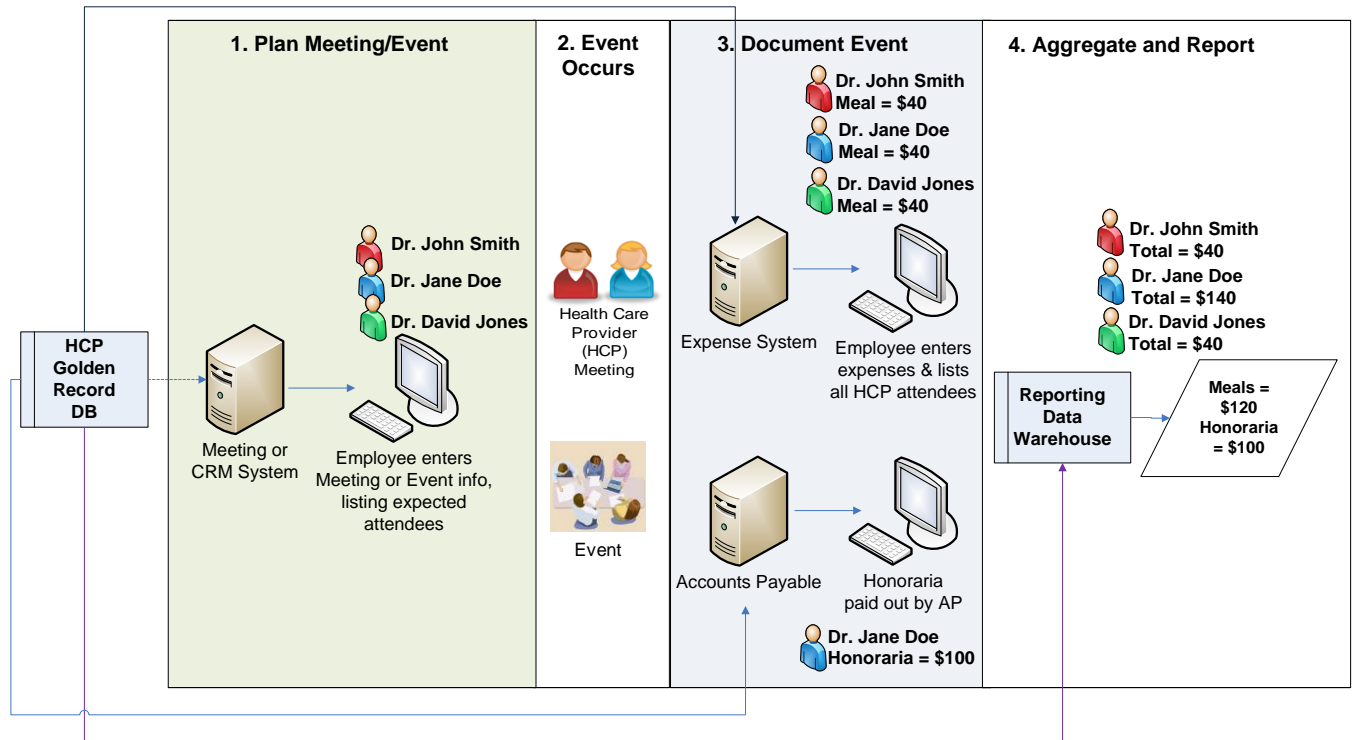 1. Plan Meeting/Event
2. Event
Occurs
3. Document Event
4. Aggregate and Report
HCP
Golden
Record
DB
Dr. John Smith
Dr. Jane Doe
Dr. David Jones
Meeting or
CRM System
Employee enters
Meeting or Event info,
listing expected
attendees
Health Care
Provider
(HCP)
Meeting
Event
Dr. John Smith
Meal = $40
Dr. Jane Doe
Meal = $40
Dr. David Jones
Meal = $40
Expense System
Employee enters
expenses & lists
all HCP attendees
Accounts Payable
Honoraria
paid out by AP
Dr. Jane Doe
Honoraria = $100
Dr. John Smith
Total = $40
Dr. Jane Doe
Total = $140
Dr. David Jones
Total = $40
Reporting
Data
Warehouse
Meals =
$120
Honoraria
= $100